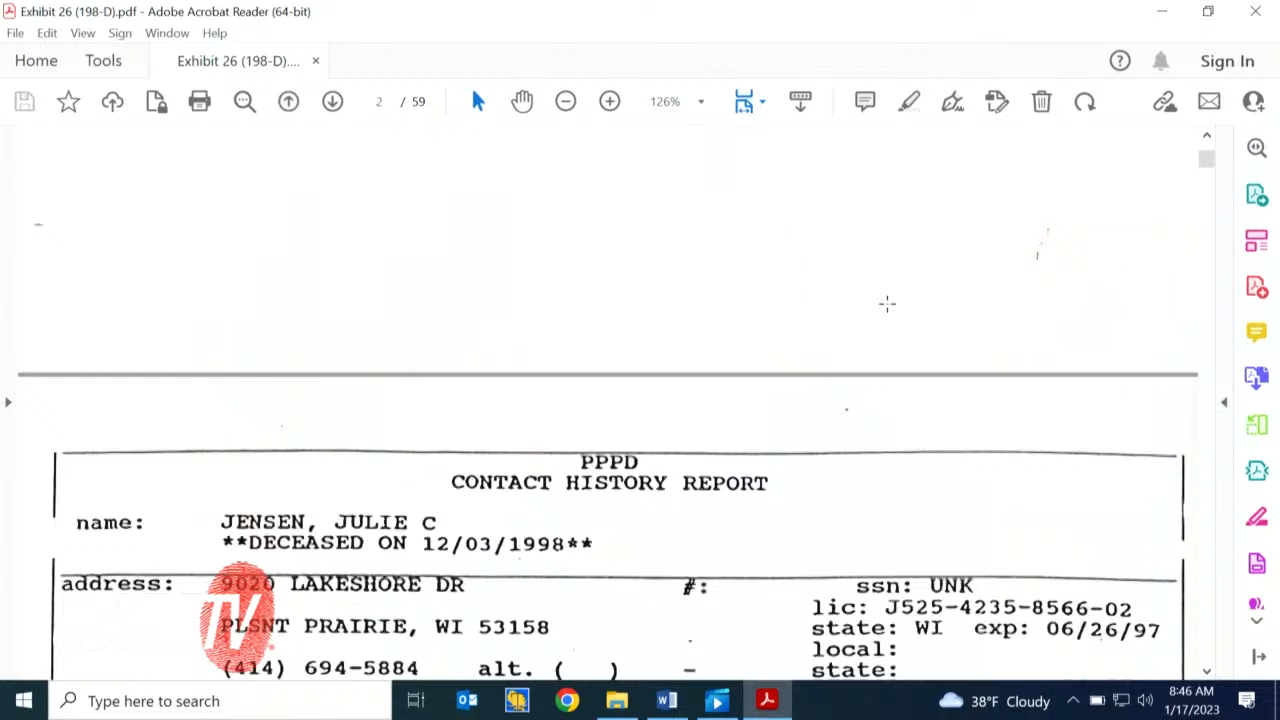 Exhibit 26 (198-D).pdf - Adobe Acrobat Reader (64-bit)
File Edit View Sign Window Help
Home Tools Exhibit 26 (198-D).... × Sign In
2 / 59 126%
PPPD
CONTACT HISTORY REPORT
name: JENSEN, JULIE C
**DECEASED ON 12/03/1998**
address: 9020 LAKESHORE DR #: ssn: UNK
lic: J525-4235-8566-02
PLSNT PRAIRIE, WI 53158 state: WI exp: 06/26/97
local:
(414) 694-5884 alt. ( ) - state:
TV
Type here to search
38°F Cloudy
8:46 AM
1/17/2023